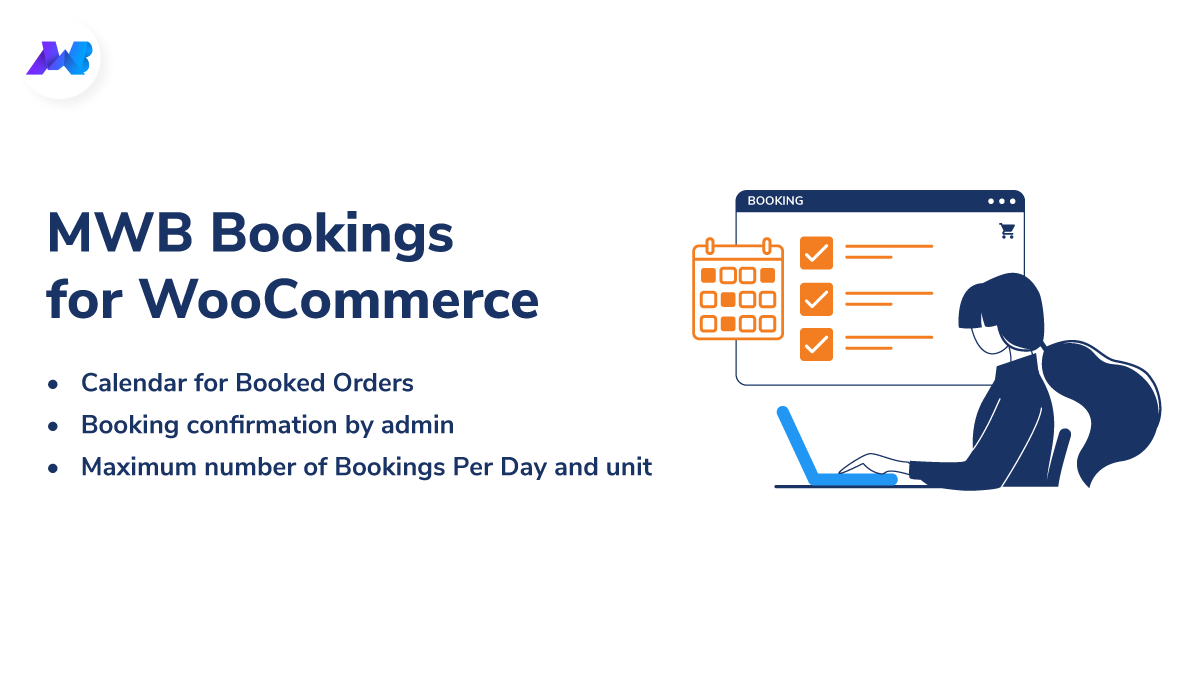 MWB
MWB Bookings
for WooCommerce
• Calendar for Booked Orders
• Booking confirmation by admin
• Maximum number of Bookings Per Day and unit
BOOKING